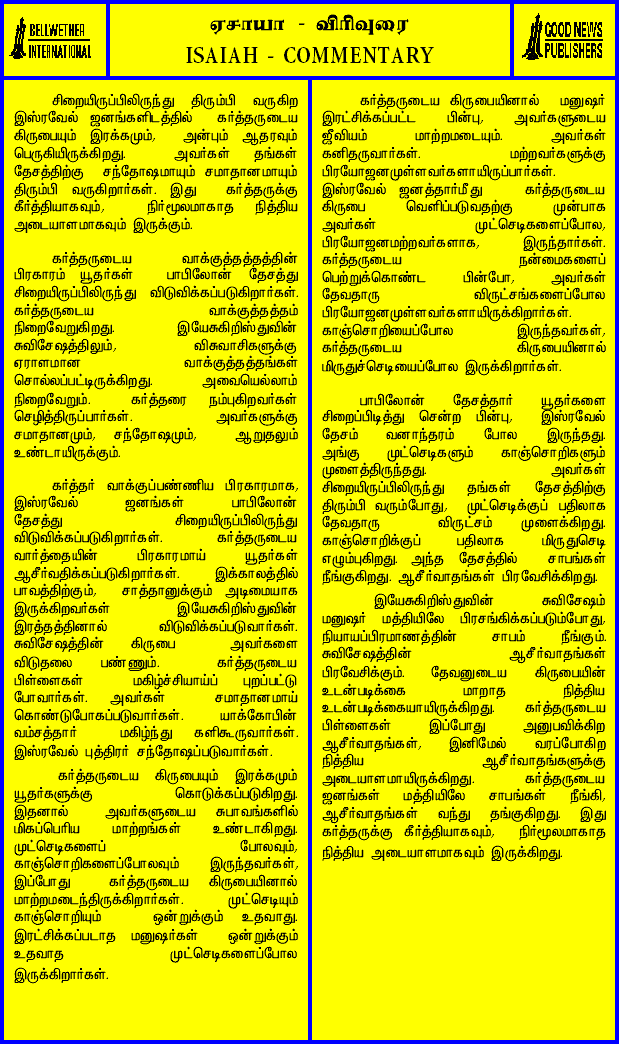 BELLWETHER
INTERNATIONAL
ஏசாயா - விரிவுரை
ISAIAH - COMMENTARY
GOOD NEWS
PUBLISHERS
சிறையிருப்பிலிருந்து திரும்பி வருகிற
இஸ்ரவேல் ஜனங்களிடத்தில் கர்த்தருடைய
கிருபையும் இரக்கமும், அன்பும் ஆதரவும்
பெருகியிருக்கிறது. அவர்கள் தங்கள்
தேசத்திற்கு சந்தோஷமாயும் சமாதானமாயும்
திரும்பி வருகிறார்கள். இது கர்த்தருக்கு
கீர்த்தியாகவும், நிர்மூலமாகாத நித்திய
அடையாளமாகவும் இருக்கும்.
கர்த்தருடைய வாக்குத்தத்தத்தின்
பிரகாரம் யூதர்கள் பாபிலோன் தேசத்து
சிறையிருப்பிலிருந்து விடுவிக்கப்படுகிறார்கள்.
கர்த்தருடைய வாக்குத்தத்தம்
நிறைவேறுகிறது. இயேசுகிறிஸ்துவின்
சுவிசேஷத்திலும், விசுவாசிகளுக்கு
ஏராளமான வாக்குத்தத்தங்கள்
சொல்லப்பட்டிருக்கிறது. அவையெல்லாம்
நிறைவேறும். கர்த்தரை நம்புகிறவர்கள்
செழித்திருப்பார்கள். அவர்களுக்கு
சமாதானமும், சந்தோஷமும், ஆறுதலும்
உண்டாயிருக்கும்.
கர்த்தர் வாக்குப்பண்ணிய பிரகாரமாக,
இஸ்ரவேல் ஜனங்கள் பாபிலோன்
தேசத்து சிறையிருப்பிலிருந்து
விடுவிக்கப்படுகிறார்கள். கர்த்தருடைய
வார்த்தையின் பிரகாரமாய் யூதர்கள்
ஆசீர்வதிக்கப்படுகிறார்கள். இக்காலத்தில்
பாவத்திற்கும், சாத்தானுக்கும் அடிமையாக
இருக்கிறவர்கள் இயேசுகிறிஸ்துவின்
இரத்தத்தினால் விடுவிக்கப்படுவார்கள்.
சுவிசேஷத்தின் கிருபை அவர்களை
விடுதலை பண்ணும். கர்த்தருடைய
பிள்ளைகள் மகிழ்ச்சியாய்ப் புறப்பட்டு
போவார்கள். அவர்கள் சமாதானமாய்
கொண்டுபோகப்படுவார்கள். யாக்கோபின்
வம்சத்தார் மகிழ்ந்து களிகூருவார்கள்.
இஸ்ரவேல் புத்திரர் சந்தோஷப்படுவார்கள்.
கர்த்தருடைய கிருபையும் இரக்கமும்
யூதர்களுக்கு கொடுக்கப்படுகிறது.
இதனால் அவர்களுடைய சுபாவங்களில்
மிகப்பெரிய மாற்றங்கள் உண்டாகிறது.
முட்செடிகளைப் போலவும்,
காஞ்சொறிகளைப்போலவும் இருந்தவர்கள்,
இப்போது கர்த்தருடைய கிருபையினால்
மாற்றமடைந்திருக்கிறார்கள். முட்செடியும்
காஞ்சொறியும் ஒன்றுக்கும் உதவாது.
இரட்சிக்கப்படாத மனுஷர்கள் ஒன்றுக்கும்
உதவாத முட்செடிகளைப்போல
இருக்கிறார்கள்.
கர்த்தருடைய கிருபையினால் மனுஷர்
இரட்சிக்கப்பட்ட பின்பு, அவர்களுடைய
ஜீவியம் மாற்றமடையும். அவர்கள்
கனிதருவார்கள். மற்றவர்களுக்கு
பிரயோஜனமுள்ளவர்களாயிருப்பார்கள்.
இஸ்ரவேல் ஜனத்தார்மீது கர்த்தருடைய
கிருபை வெளிப்படுவதற்கு முன்பாக
அவர்கள் முட்செடிகளைப்போல,
பிரயோஜனமற்றவர்களாக, இருந்தார்கள்.
கர்த்தருடைய நன்மைகளைப்
பெற்றுக்கொண்ட பின்போ, அவர்கள்
தேவதாரு விருட்சங்களைப்போல
பிரயோஜனமுள்ளவர்களாயிருக்கிறார்கள்.
காஞ்சொறியைப்போல இருந்தவர்கள்,
கர்த்தருடைய கிருபையினால்
மிருதுச்செடியைப்போல இருக்கிறார்கள்.
பாபிலோன் தேசத்தார் யூதர்களை
சிறைப்பிடித்து சென்ற பின்பு, இஸ்ரவேல்
தேசம் வனாந்தரம் போல இருந்தது.
அங்கு முட்செடிகளும் காஞ்சொறிகளும்
முளைத்திருந்தது. அவர்கள்
சிறையிருப்பிலிருந்து தங்கள் தேசத்திற்கு
திரும்பி வரும்போது, முட்செடிக்குப் பதிலாக
தேவதாரு விருட்சம் முளைக்கிறது.
காஞ்சொறிக்குப் பதிலாக மிருதுசெடி
எழும்புகிறது. அந்த தேசத்தில் சாபங்கள்
நீங்குகிறது. ஆசீர்வாதங்கள் பிரவேசிக்கிறது.
இயேசுகிறிஸ்துவின் சுவிசேஷம்
மனுஷர் மத்தியிலே பிரசங்கிக்கப்படும்போது,
நியாயப்பிரமாணத்தின் சாபம் நீங்கும்.
சுவிசேஷத்தின் ஆசீர்வாதங்கள்
பிரவேசிக்கும். தேவனுடைய கிருபையின்
உடன்படிக்கை மாறாத நித்திய
உடன்படிக்கையாயிருக்கிறது. கர்த்தருடைய
பிள்ளைகள் இப்போது அனுபவிக்கிற
ஆசீர்வாதங்கள், இனிமேல் வரப்போகிற
நித்திய ஆசீர்வாதங்களுக்கு
அடையாளமாயிருக்கிறது. கர்த்தருடைய
ஜனங்கள் மத்தியிலே சாபங்கள் நீங்கி,
ஆசீர்வாதங்கள் வந்து தங்குகிறது. இது
கர்த்தருக்கு கீர்த்தியாகவும், நிர்மூலமாகாத
நித்திய அடையாளமாகவும் இருக்கிறது.